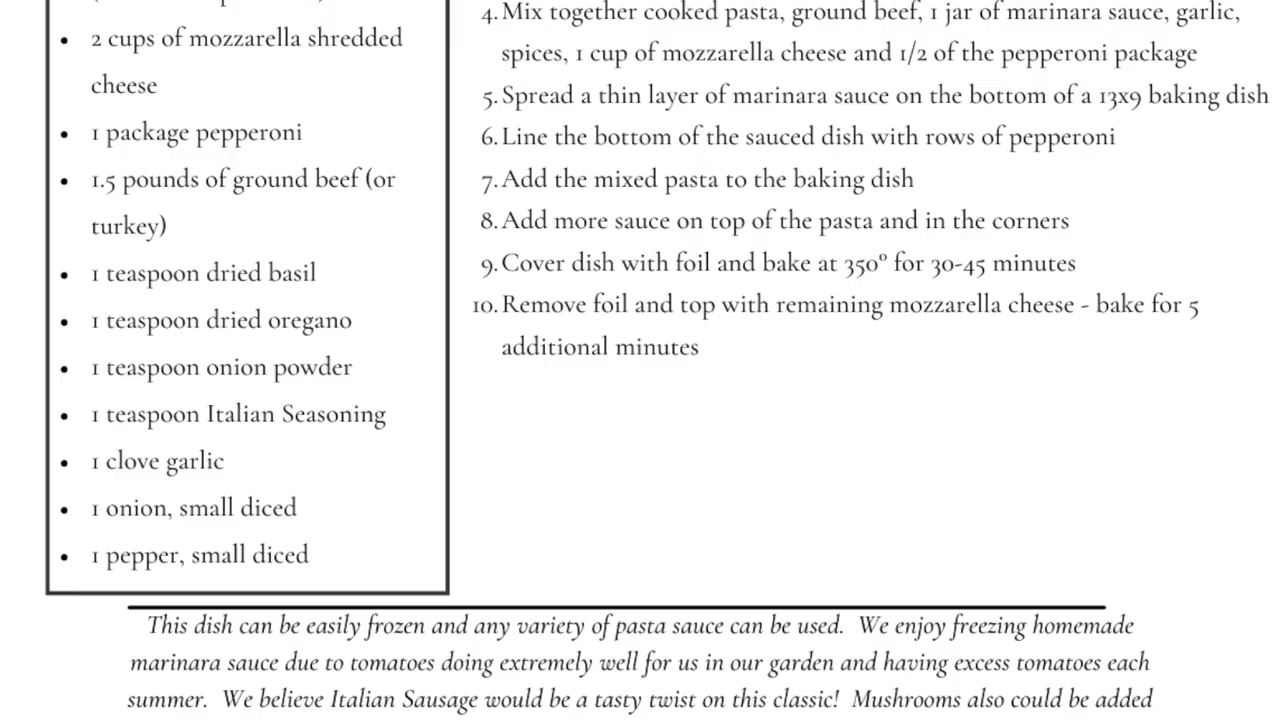 • 2 cups of mozzarella shredded
cheese
• 1 package pepperoni
• 1.5 pounds of ground beef (or
turkey)
• 1 teaspoon dried basil
• 1 teaspoon dried oregano
• 1 teaspoon onion powder
• 1 teaspoon Italian Seasoning
• 1 clove garlic
• 1 onion, small diced
• 1 pepper, small diced
4. Mix together cooked pasta, ground beef, 1 jar of marinara sauce, garlic,
spices, 1 cup of mozzarella cheese and 1/2 of the pepperoni package
5. Spread a thin layer of marinara sauce on the bottom of a 13x9 baking dish
6. Line the bottom of the sauced dish with rows of pepperoni
7. Add the mixed pasta to the baking dish
8. Add more sauce on top of the pasta and in the corners
9. Cover dish with foil and bake at 350° for 30-45 minutes
10. Remove foil and top with remaining mozzarella cheese - bake for 5
additional minutes
This dish can be easily frozen and any variety of pasta sauce can be used. We enjoy freezing homemade
marinara sauce due to tomatoes doing extremely well for us in our garden and having excess tomatoes each
summer. We believe Italian Sausage would be a tasty twist on this classic! Mushrooms also could be added